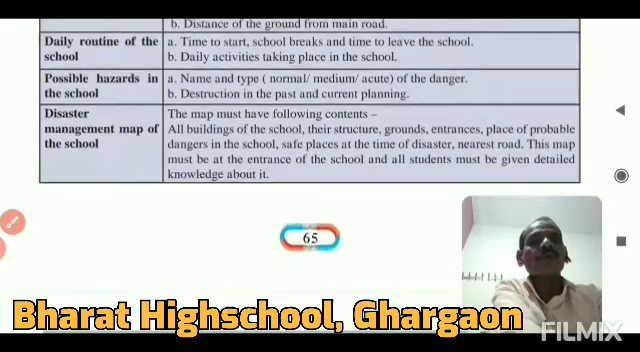 b. Distance of the ground from main road.
Daily routine of the school
a. Time to start, school breaks and time to leave the school.
b. Daily activities taking place in the school.
Possible hazards in the school
a. Name and type ( normal/ medium/ acute) of the danger.
b. Destruction in the past and current planning.
Disaster
management map of
the school
The map must have following contents –
All buildings of the school, their structure, grounds, entrances, place of probable
dangers in the school, safe places at the time of disaster, nearest road. This map
must be at the entrance of the school and all students must be given detailed
knowledge about it.
65
Bharat Highschool, Ghargaon
FILMIX